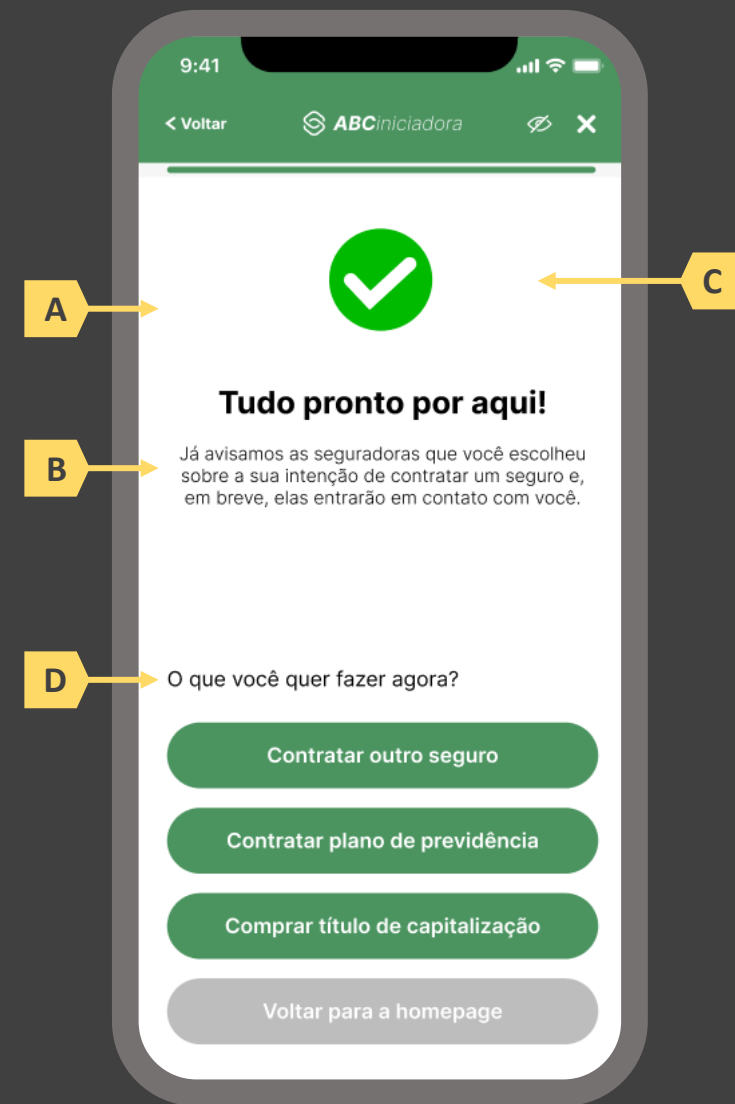 9:41
< Voltar
ABCiniciadora
C
A
Tudo pronto por aqui!
B
Já avisamos as seguradoras que você escolheu
sobre a sua intenção de contratar um seguro e,
em breve, elas entrarão em contato com você.
D
O que você quer fazer agora?
Contratar outro seguro
Contratar plano de previdência
Comprar título de capitalização
Voltar para a homepage